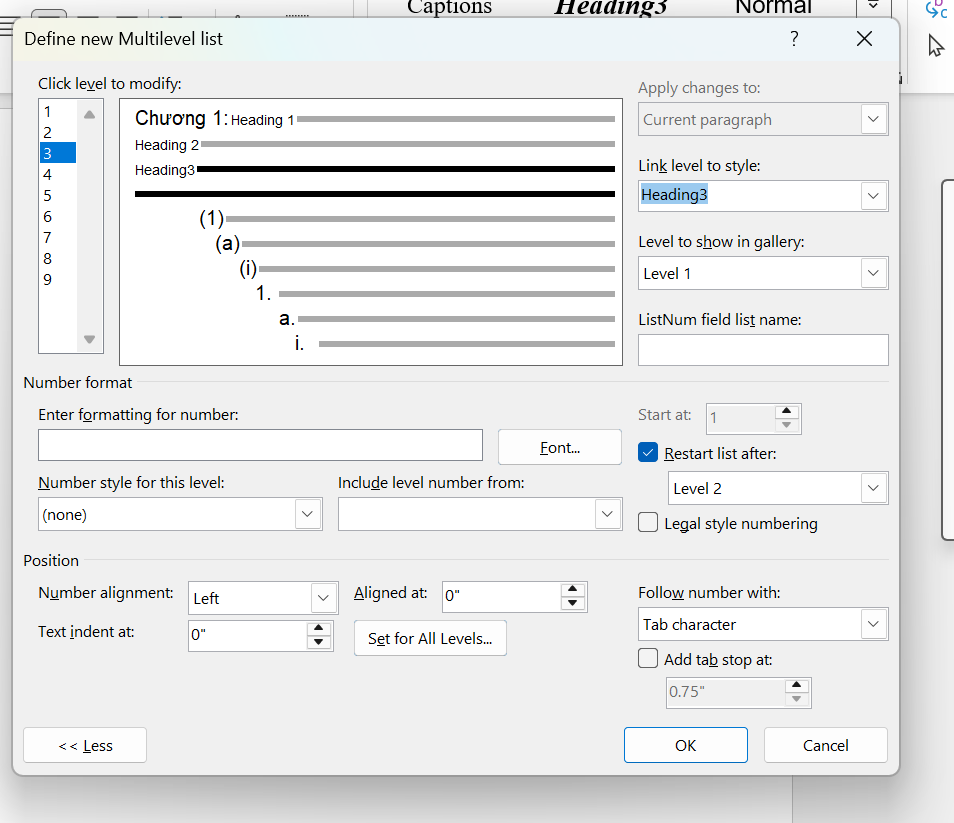 Captions Heading3 Normal
Define new Multilevel list ?
Click level to modify:
1
2
3
4
5
6
7
8
9
Chương 1: Heading 1
Heading 2
Heading3
(1)
(a)
(i)
1.
a.
i.
Apply changes to:
Current paragraph
Link level to style:
Heading3
Level to show in gallery:
Level 1
ListNum field list name:
Number format
Enter formatting for number:
Font...
Start at: 1
Restart list after:
Level 2
Legal style numbering
Number style for this level:
(none)
Include level number from:
Position
Number alignment: Left
Aligned at: 0"
Text indent at: 0"
Set for All Levels...
Follow number with:
Tab character
Add tab stop at:
0.75"
<< Less
OK
Cancel